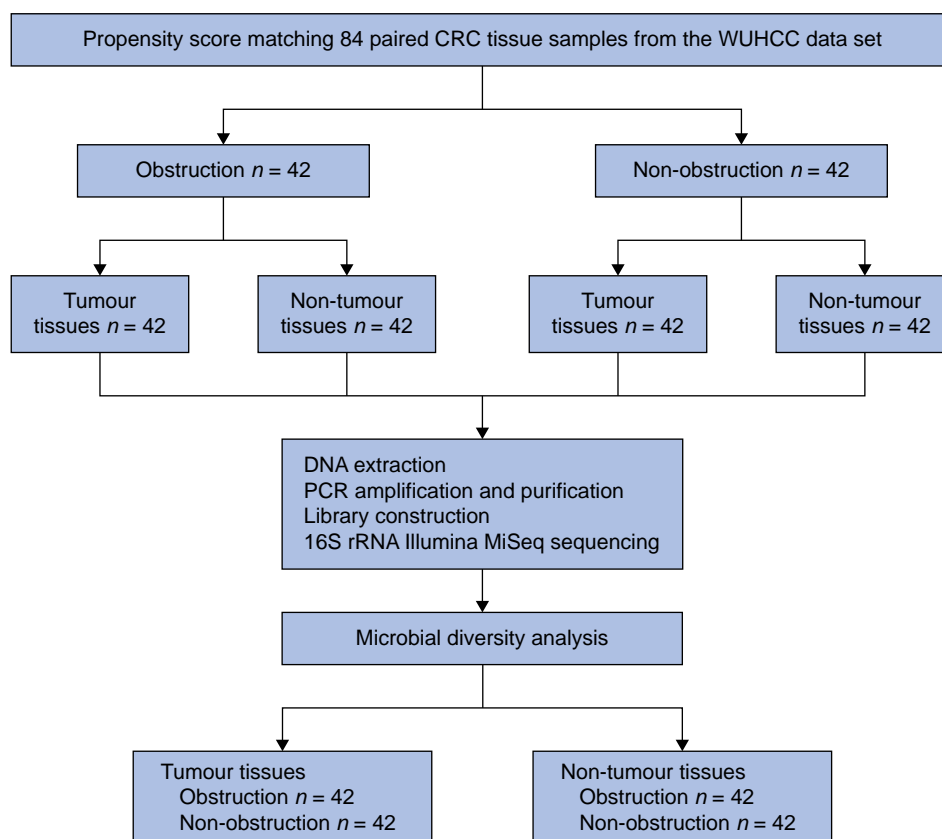 Propensity score matching 84 paired CRC tissue samples from the WUHCC data set
Obstruction n = 42
Non-obstruction n = 42
Tumour
tissues n = 42
Non-tumour
tissues n = 42
Tumour
tissues n = 42
Non-tumour
tissues n = 42
DNA extraction
PCR amplification and purification
Library construction
16S rRNA Illumina MiSeq sequencing
Microbial diversity analysis
Tumour tissues
Obstruction n = 42
Non-obstruction n = 42
Non-tumour tissues
Obstruction n = 42
Non-obstruction n = 42